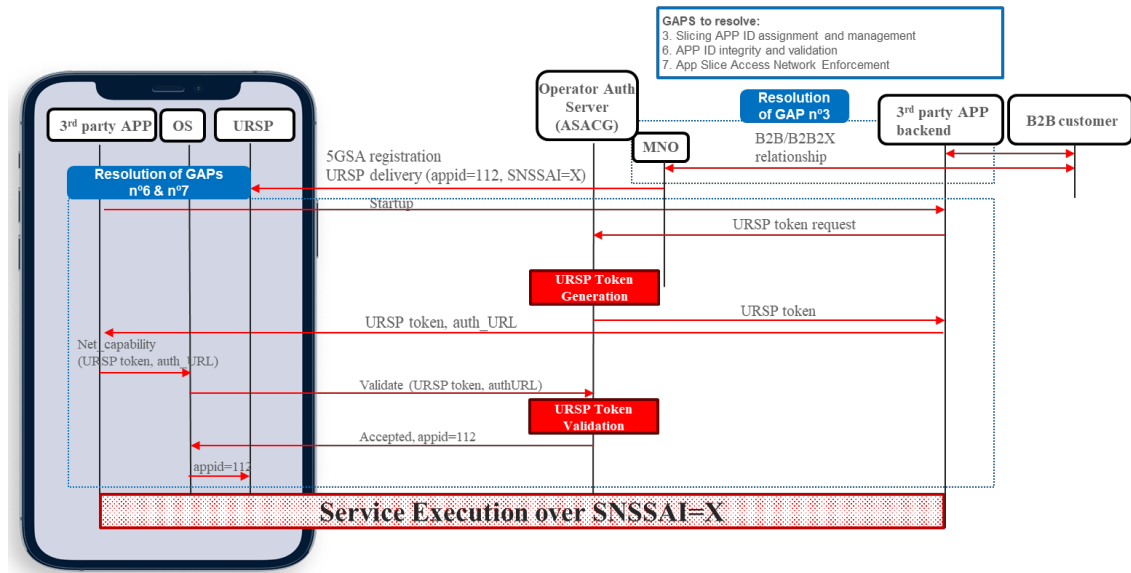 GAPS to resolve:
3. Slicing APP ID assignment and management
6. APP ID integrity and validation
7. App Slice Access Network Enforcement
3rd party APP
OS
URSP
Operator Auth
Server
(ASACG)
MNO
Resolution
of GAP nº3
3rd party APP
backend
B2B customer
B2B/B2B2X
relationship
5GSA registration
URSP delivery (appid=112, SNSSAI=X)
Resolution of GAPs
nº6 & nº7
Startup
URSP token request
URSP Token
Generation
URSP token
URSP token, auth_URL
Net_capability
(URSP token, auth_URL)
Validate (URSP token, authURL)
URSP Token
Validation
Accepted, appid=112
appid=112
Service Execution over SNSSAI=X